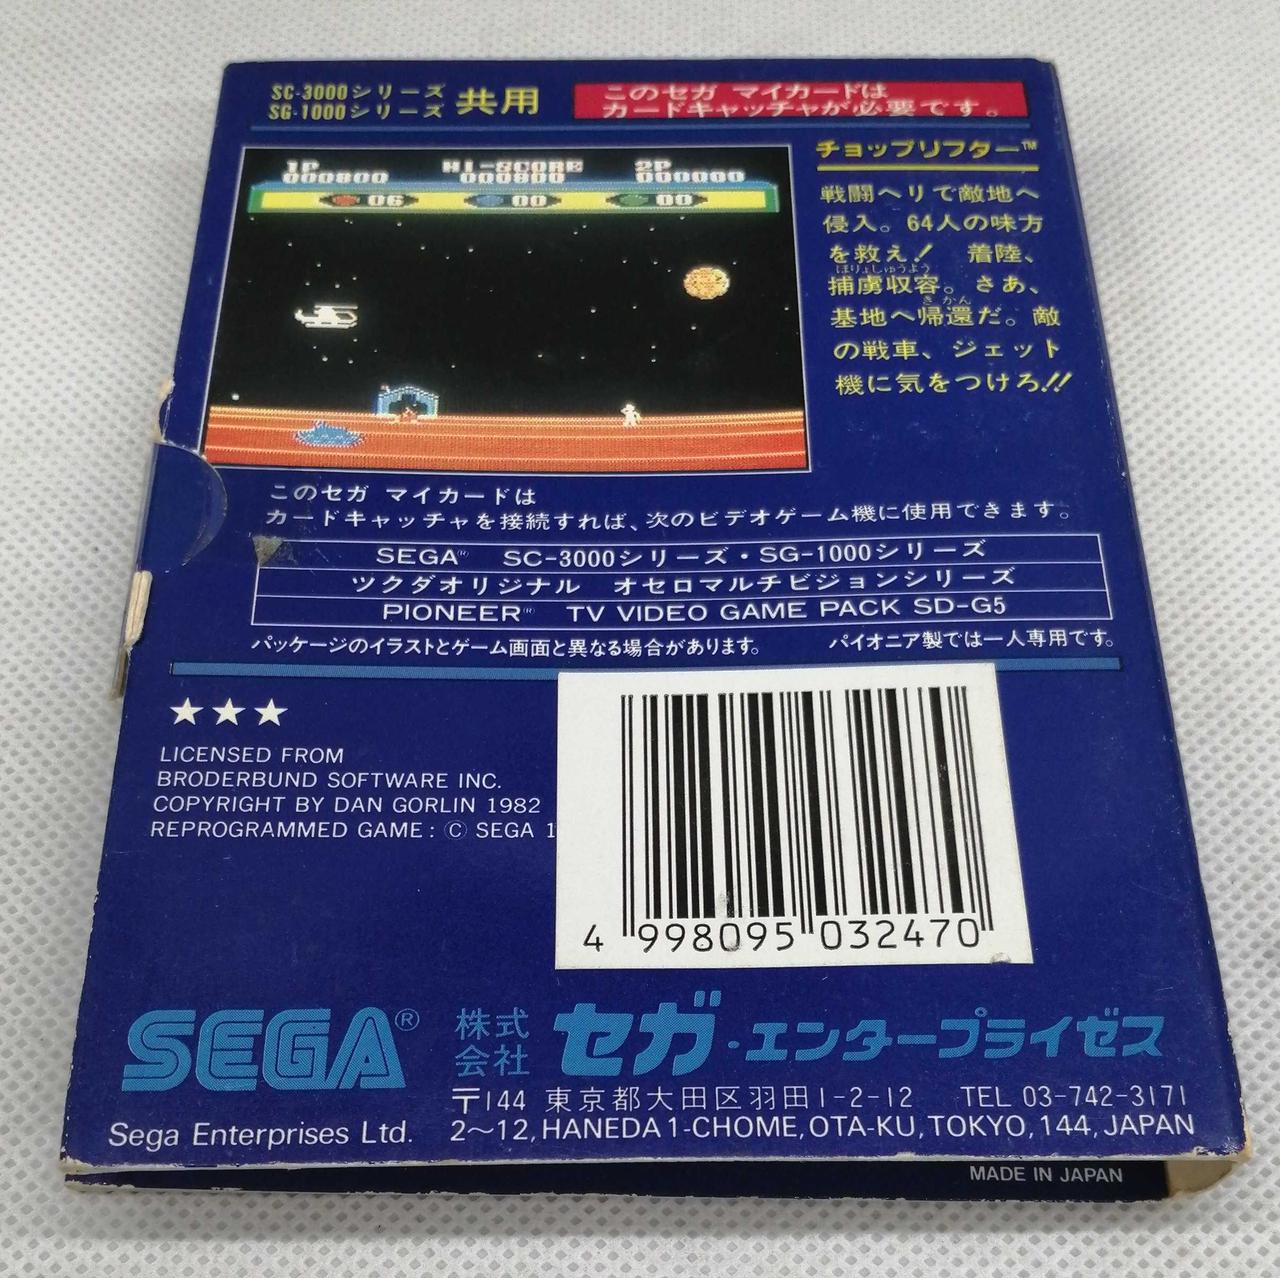 SC-3000シリーズ
SG-1000シリーズ 共用
このセガ マイカードは
カードキャッチャが必要です。
1P HI-SCORE 2P
000800 000800 000000
06 00 00
チョップリフター™
戦闘ヘリで敵地へ
侵入。64人の味方
を救え! 着陸、
ほりょしゅうよう
捕虜収容。さあ、
きかん
基地へ帰還だ。敵
の戦車、ジェット
機に気をつけろ!!
このセガ マイカードは
カードキャッチャを接続すれば、次のビデオゲーム機に使用できます。
SEGA® SC-3000シリーズ・SG-1000シリーズ
ツクダオリジナル オセロマルチビジョンシリーズ
PIONEER® TV VIDEO GAME PACK SD-G5
パッケージのイラストとゲーム画面と異なる場合があります。 パイオニア製では一人専用です。
★★★
LICENSED FROM
BRODERBUND SOFTWARE INC.
COPYRIGHT BY DAN GORLIN 1982
REPROGRAMMED GAME: © SEGA 1
4 998095 032470
SEGA® 株式会社 セガ・エンタープライゼス
〒144 東京都大田区羽田1-2-12 TEL 03-742-3171
Sega Enterprises Ltd. 2～12, HANEDA 1-CHOME, OTA-KU, TOKYO, 144, JAPAN
MADE IN JAPAN